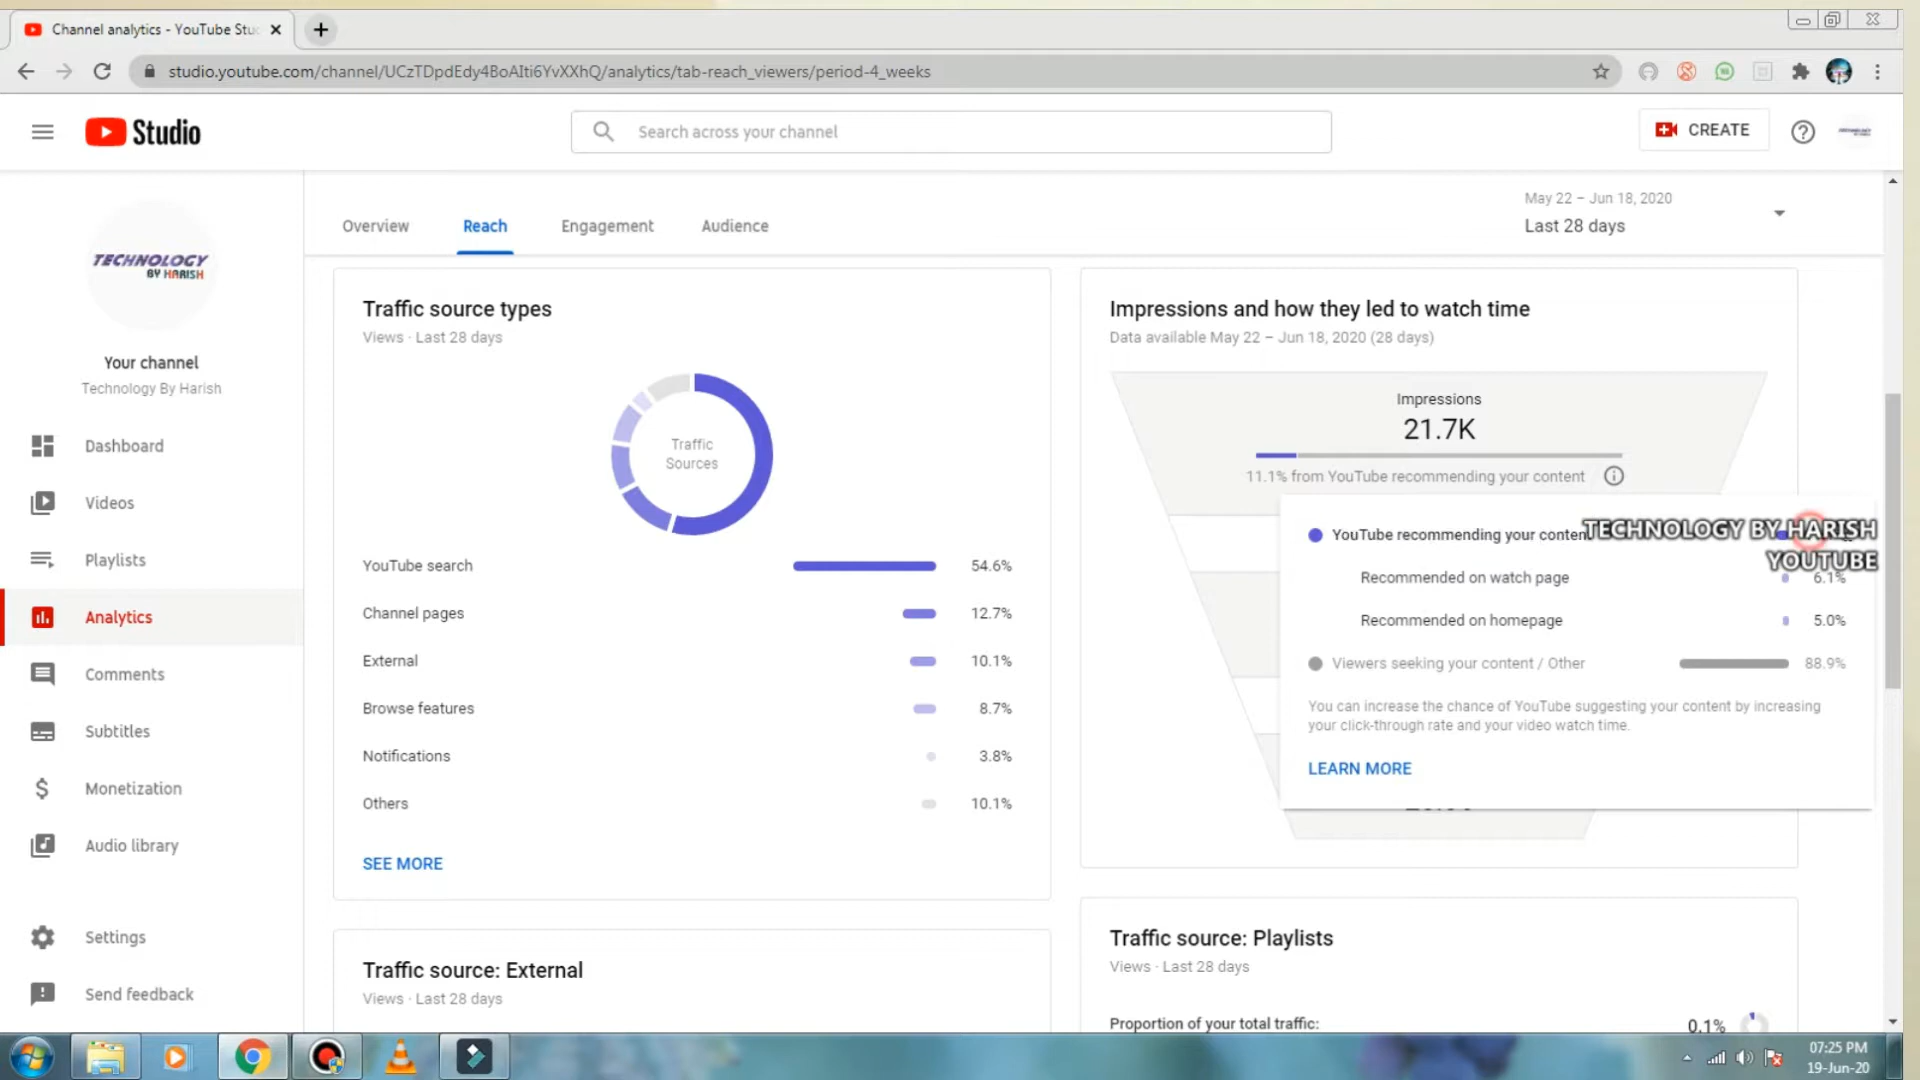 Channel analytics - YouTube Stu
studio.youtube.com/channel/UCzTDpdEdy4BoAIti6YvXXhQ/analytics/tab-reach_viewers/period-4_weeks
Studio
Search across your channel
CREATE
TECHNOLOGY
BY HARISH
Your channel
Technology By Harish
Dashboard
Videos
Playlists
Analytics
Comments
Subtitles
Monetization
Audio library
Settings
Send feedback
Overview
Reach
Engagement
Audience
May 22 – Jun 18, 2020
Last 28 days
Traffic source types
Views · Last 28 days
Traffic
Sources
YouTube search 54.6%
Channel pages 12.7%
External 10.1%
Browse features 8.7%
Notifications 3.8%
Others 10.1%
SEE MORE
Traffic source: External
Views · Last 28 days
Impressions and how they led to watch time
Data available May 22 – Jun 18, 2020 (28 days)
Impressions
21.7K
11.1% from YouTube recommending your content
YouTube recommending your content
TECHNOLOGY BY HARISH
YOUTUBE
Recommended on watch page 6.1%
Recommended on homepage 5.0%
Viewers seeking your content / Other 88.9%
You can increase the chance of YouTube suggesting your content by increasing
your click-through rate and your video watch time.
LEARN MORE
Traffic source: Playlists
Views · Last 28 days
Proportion of your total traffic: 0.1%
07:25 PM
19-Jun-20